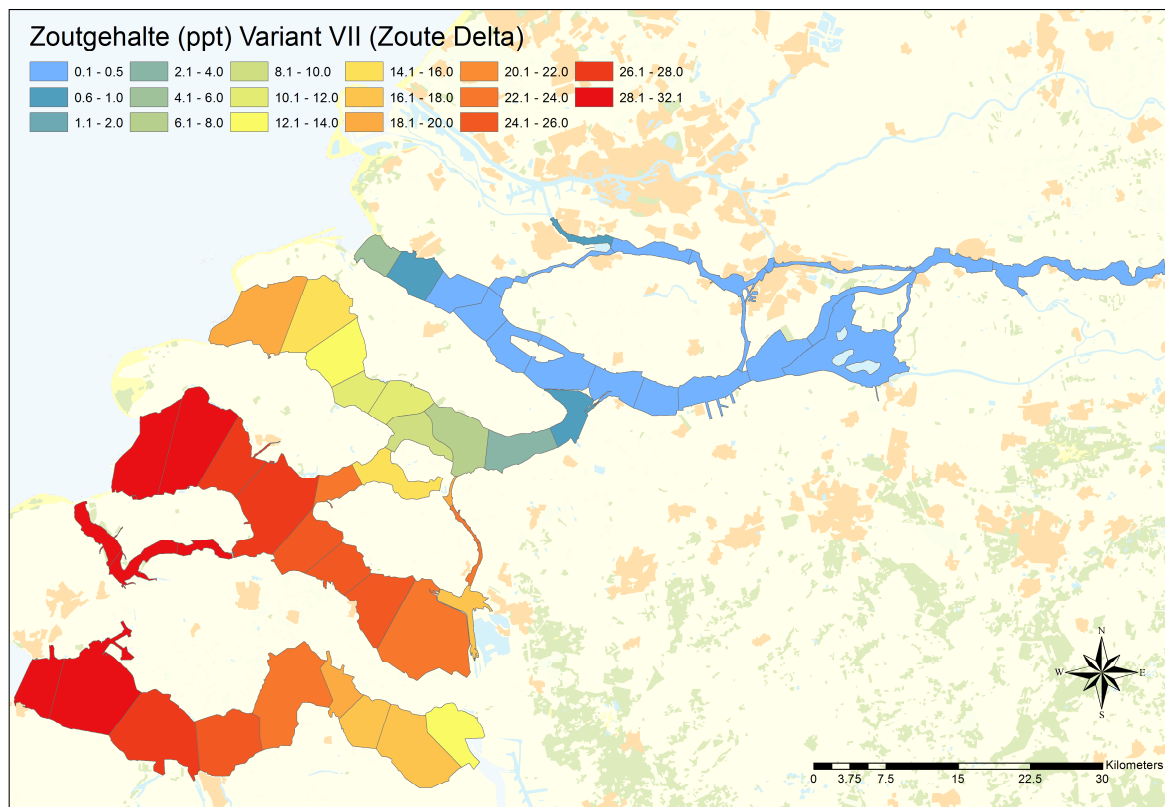 Zoutgehalte (ppt) Variant VII (Zoute Delta)
0.1 - 0.5 2.1 - 4.0 8.1 - 10.0 14.1 - 16.0 20.1 - 22.0 26.1 - 28.0
0.6 - 1.0 4.1 - 6.0 10.1 - 12.0 16.1 - 18.0 22.1 - 24.0 28.1 - 32.1
1.1 - 2.0 6.1 - 8.0 12.1 - 14.0 18.1 - 20.0 24.1 - 26.0
N
W E
S
Kilometers
0 3.75 7.5 15 22.5 30